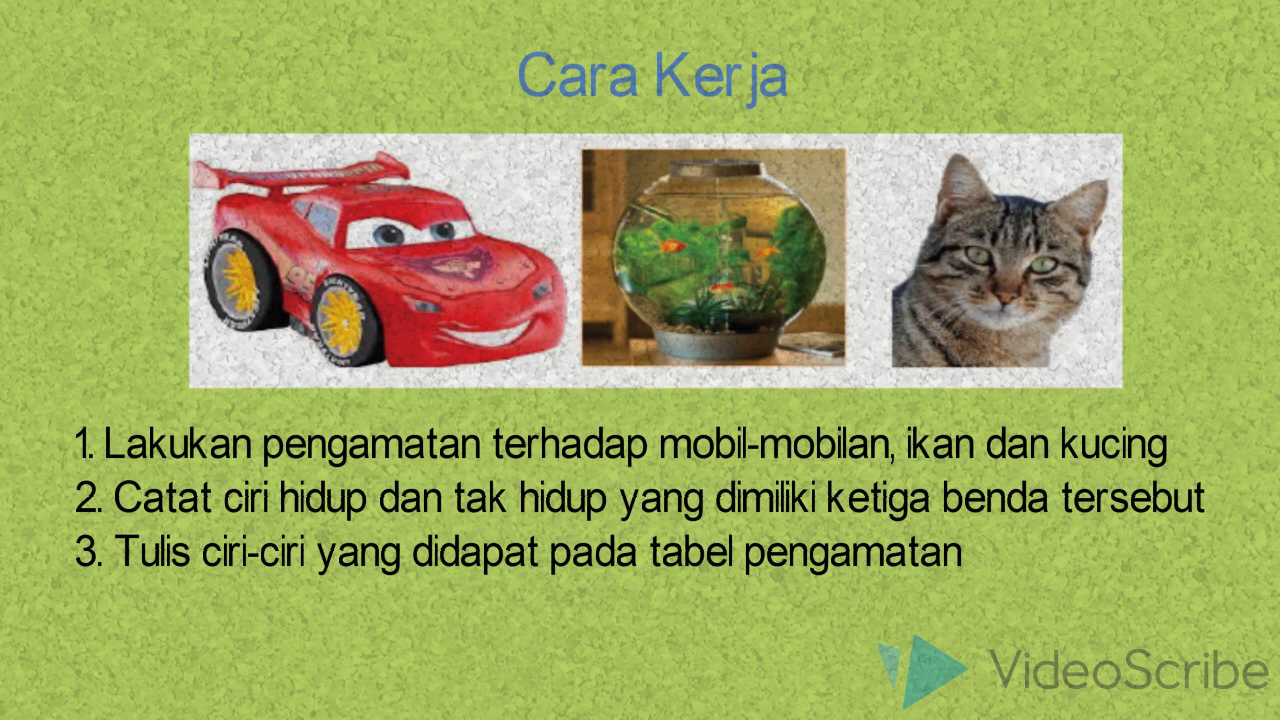 Cara Kerja
95
1. Lakukan pengamatan terhadap mobil-mobilan, ikan dan kucing
2. Catat ciri hidup dan tak hidup yang dimiliki ketiga benda tersebut
3. Tulis ciri-ciri yang didapat pada tabel pengamatan
VideoScribe